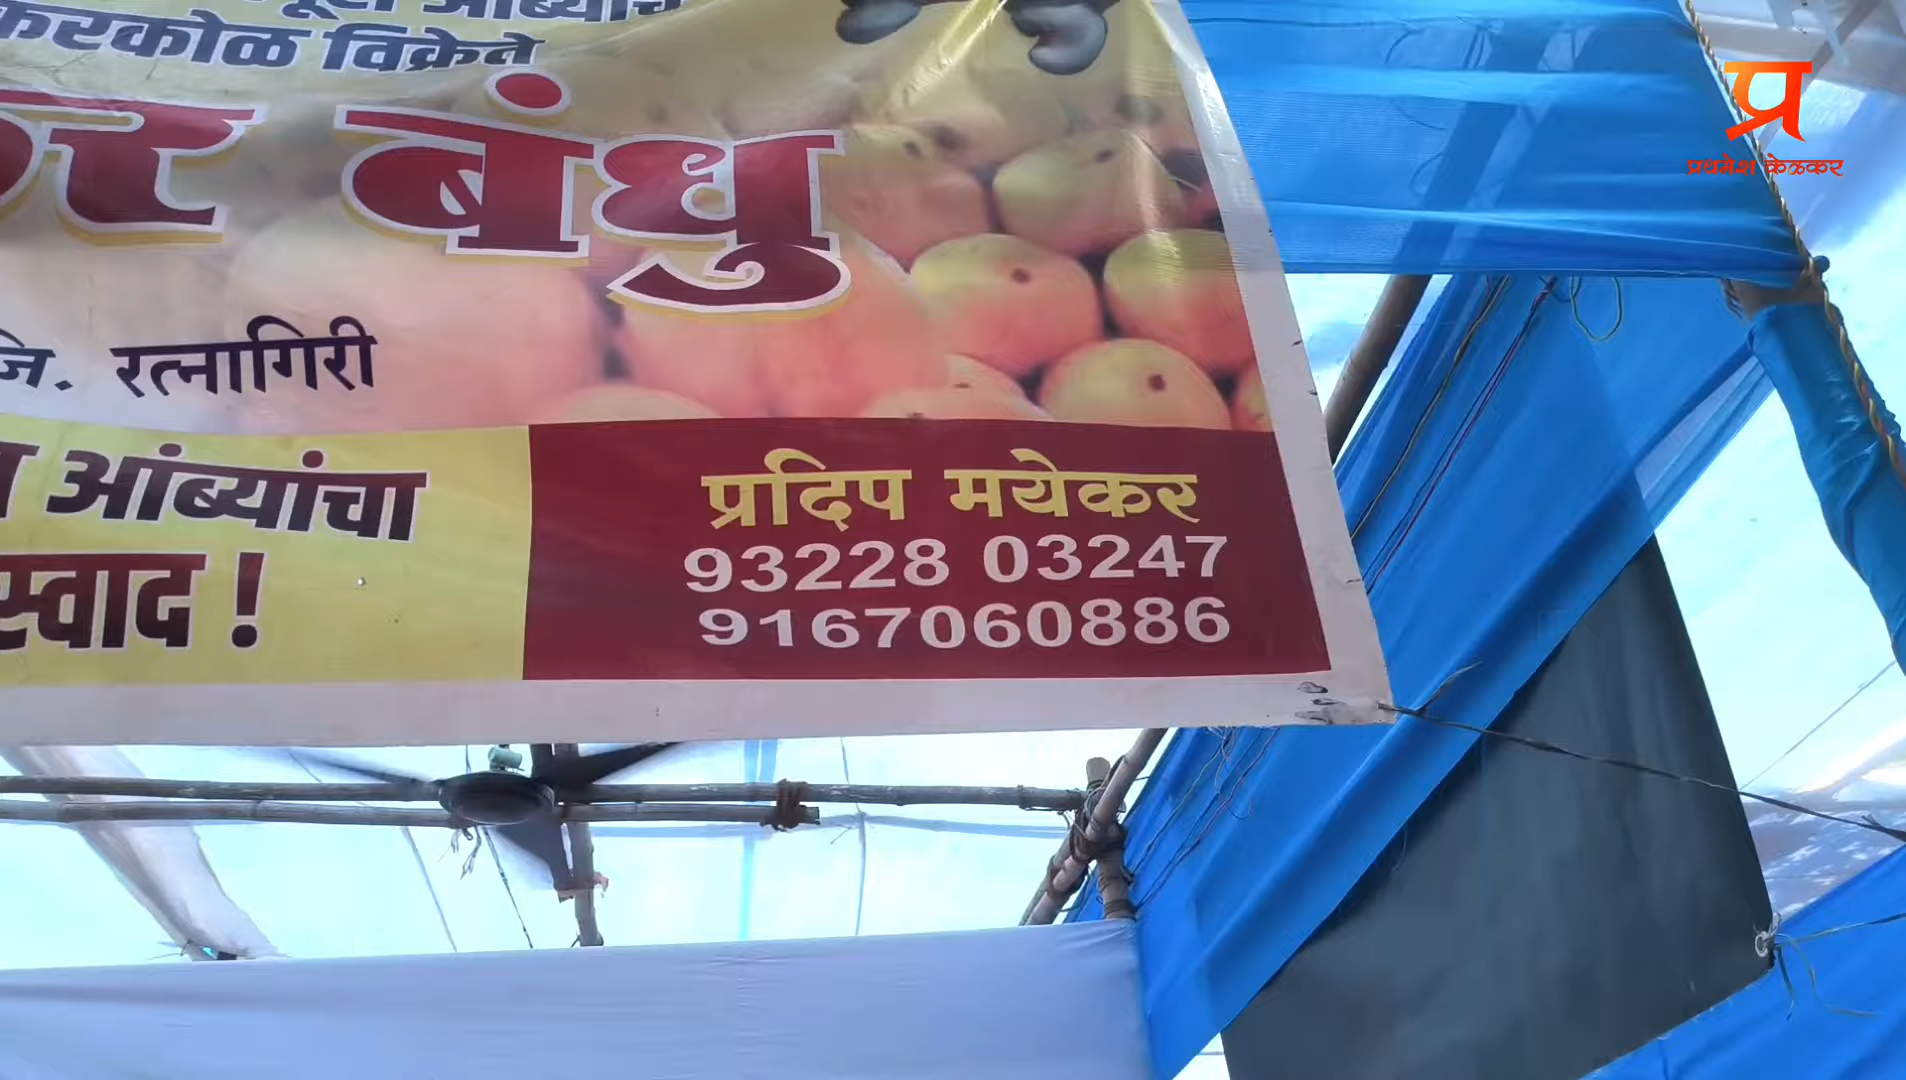 आंब्यांचे
करकोळ विक्रेते
बंधु
जि. रत्नागिरी
आंब्यांचा
स्वाद !
प्रदिप मयेकर
93228 03247
9167060886
प्र
प्रथमेश केळकर